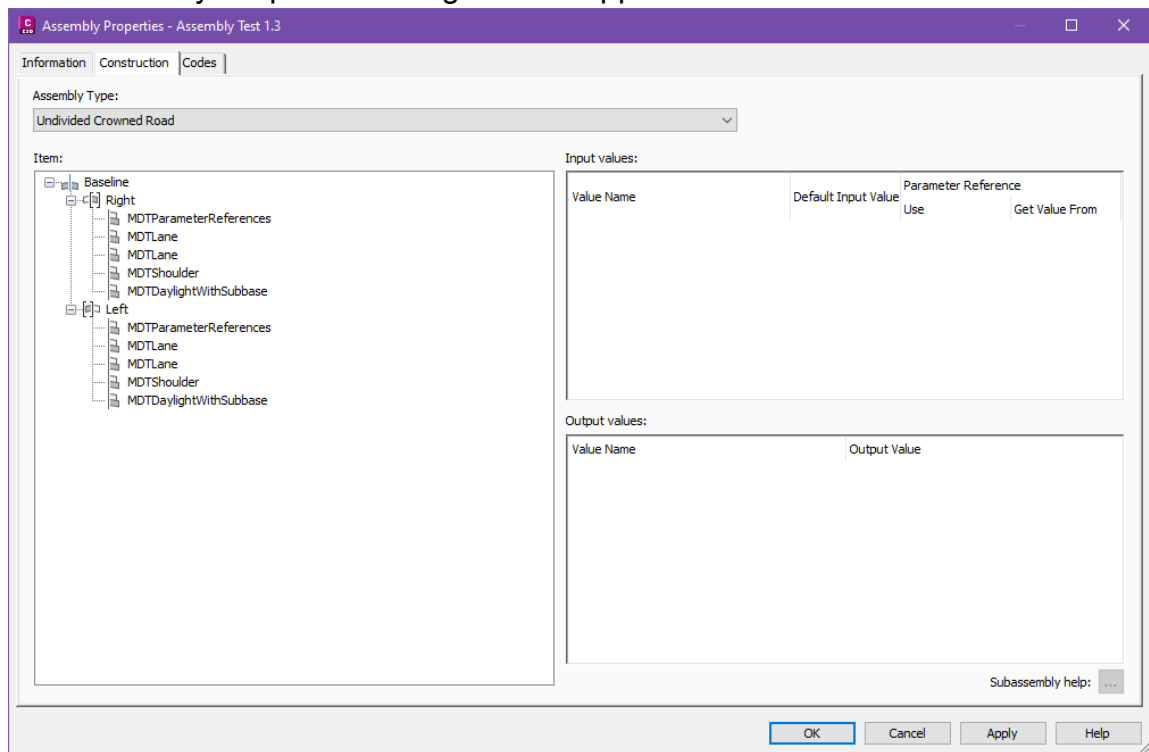 Assembly Properties - Assembly Test 1.3
Information Construction Codes
Assembly Type:
Undivided Crowned Road
Item:
Baseline
Right
MDTParameterReferences
MDTLane
MDTLane
MDTShoulder
MDTDaylightWithSubbase
Left
MDTParameterReferences
MDTLane
MDTLane
MDTShoulder
MDTDaylightWithSubbase
Input values:
Value Name Default Input Value Parameter Reference
Use Get Value From
Output values:
Value Name Output Value
Subassembly help: ...
OK Cancel Apply Help